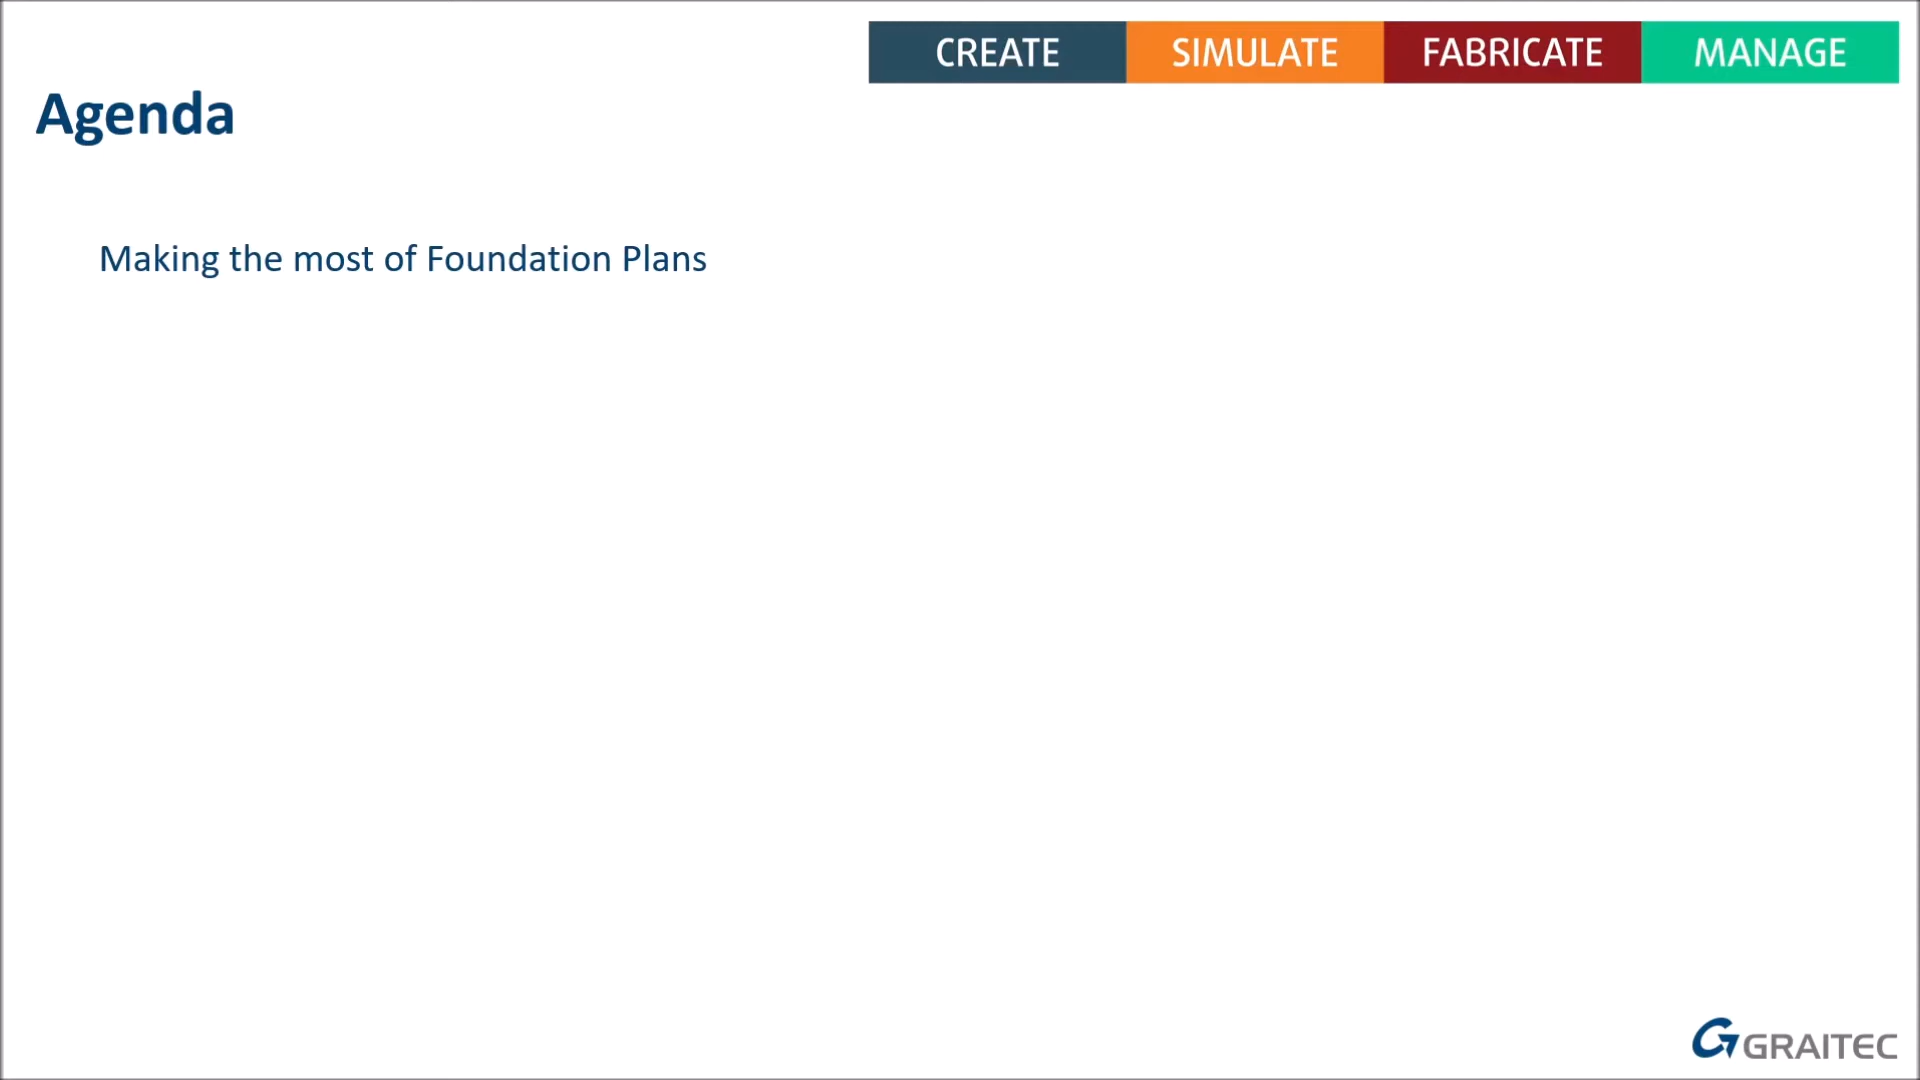 CREATE SIMULATE FABRICATE MANAGE
Agenda
Making the most of Foundation Plans
GRAITEC